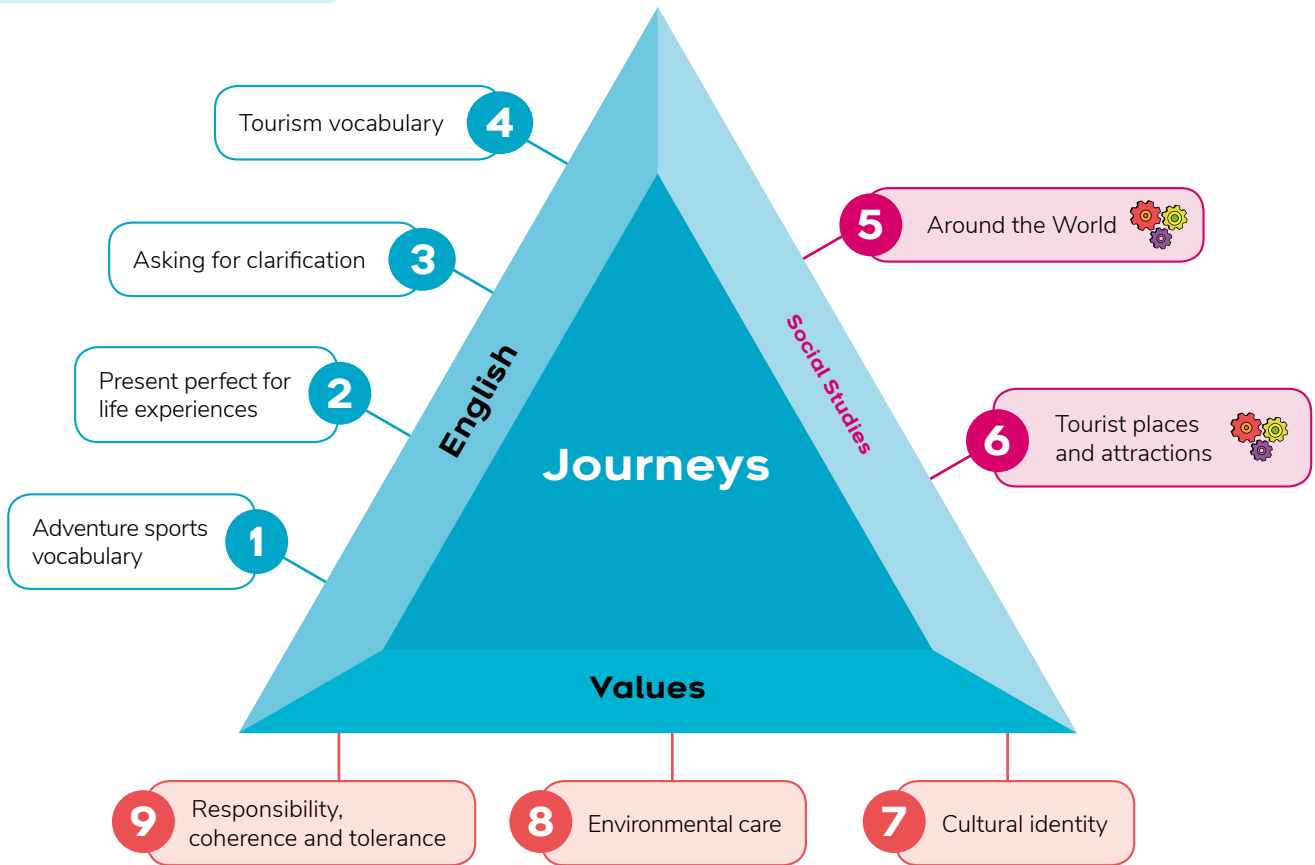 4
Tourism vocabulary
3
Asking for clarification
2
Present perfect for
life experiences
1
Adventure sports
vocabulary
English
Journeys
Social Studies
5
Around the World
6
Tourist places
and attractions
Values
9
Responsibility,
coherence and tolerance
8
Environmental care
7
Cultural identity